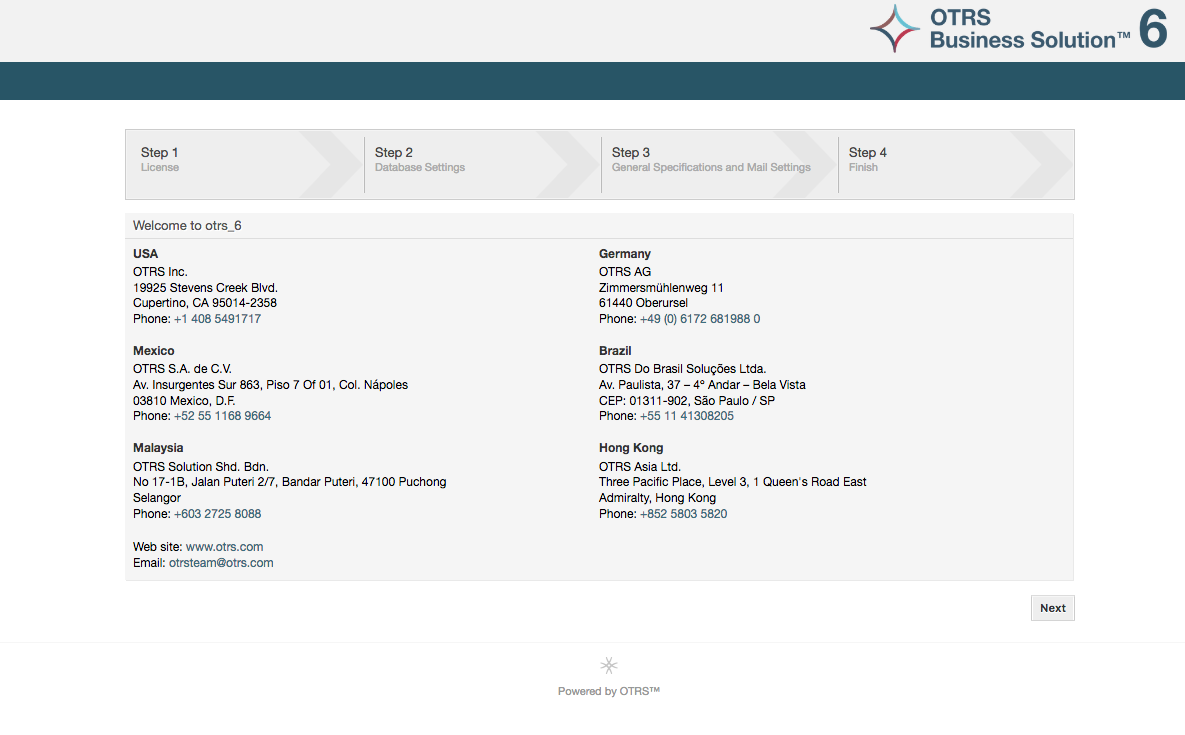 OTRS
Business Solution™ 6
Step 1
License
Step 2
Database Settings
Step 3
General Specifications and Mail Settings
Step 4
Finish
Welcome to otrs_6
USA
OTRS Inc.
19925 Stevens Creek Blvd.
Cupertino, CA 95014-2358
Phone: +1 408 5491717
Germany
OTRS AG
Zimmersmühlenweg 11
61440 Oberursel
Phone: +49 (0) 6172 681988 0
Mexico
OTRS S.A. de C.V.
Av. Insurgentes Sur 863, Piso 7 Of 01, Col. Nápoles
03810 Mexico, D.F.
Phone: +52 55 1168 9664
Brazil
OTRS Do Brasil Soluções Ltda.
Av. Paulista, 37 – 4º Andar – Bela Vista
CEP: 01311-902, São Paulo / SP
Phone: +55 11 41308205
Malaysia
OTRS Solution Shd. Bdn.
No 17-1B, Jalan Puteri 2/7, Bandar Puteri, 47100 Puchong
Selangor
Phone: +603 2725 8088
Hong Kong
OTRS Asia Ltd.
Three Pacific Place, Level 3, 1 Queen's Road East
Admiralty, Hong Kong
Phone: +852 5803 5820
Web site: www.otrs.com
Email: otrsteam@otrs.com
Next
Powered by OTRS™